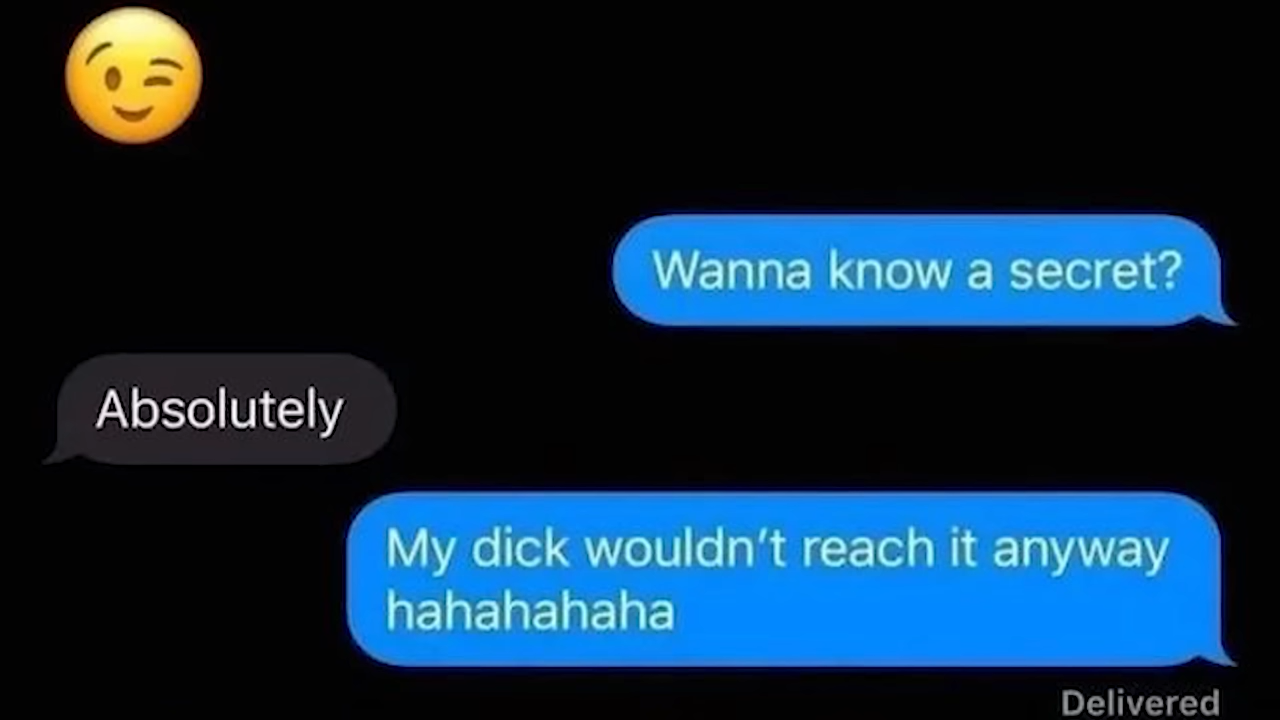 Wanna know a secret?
Absolutely
My dick wouldn't reach it anyway
hahahahaha
Delivered